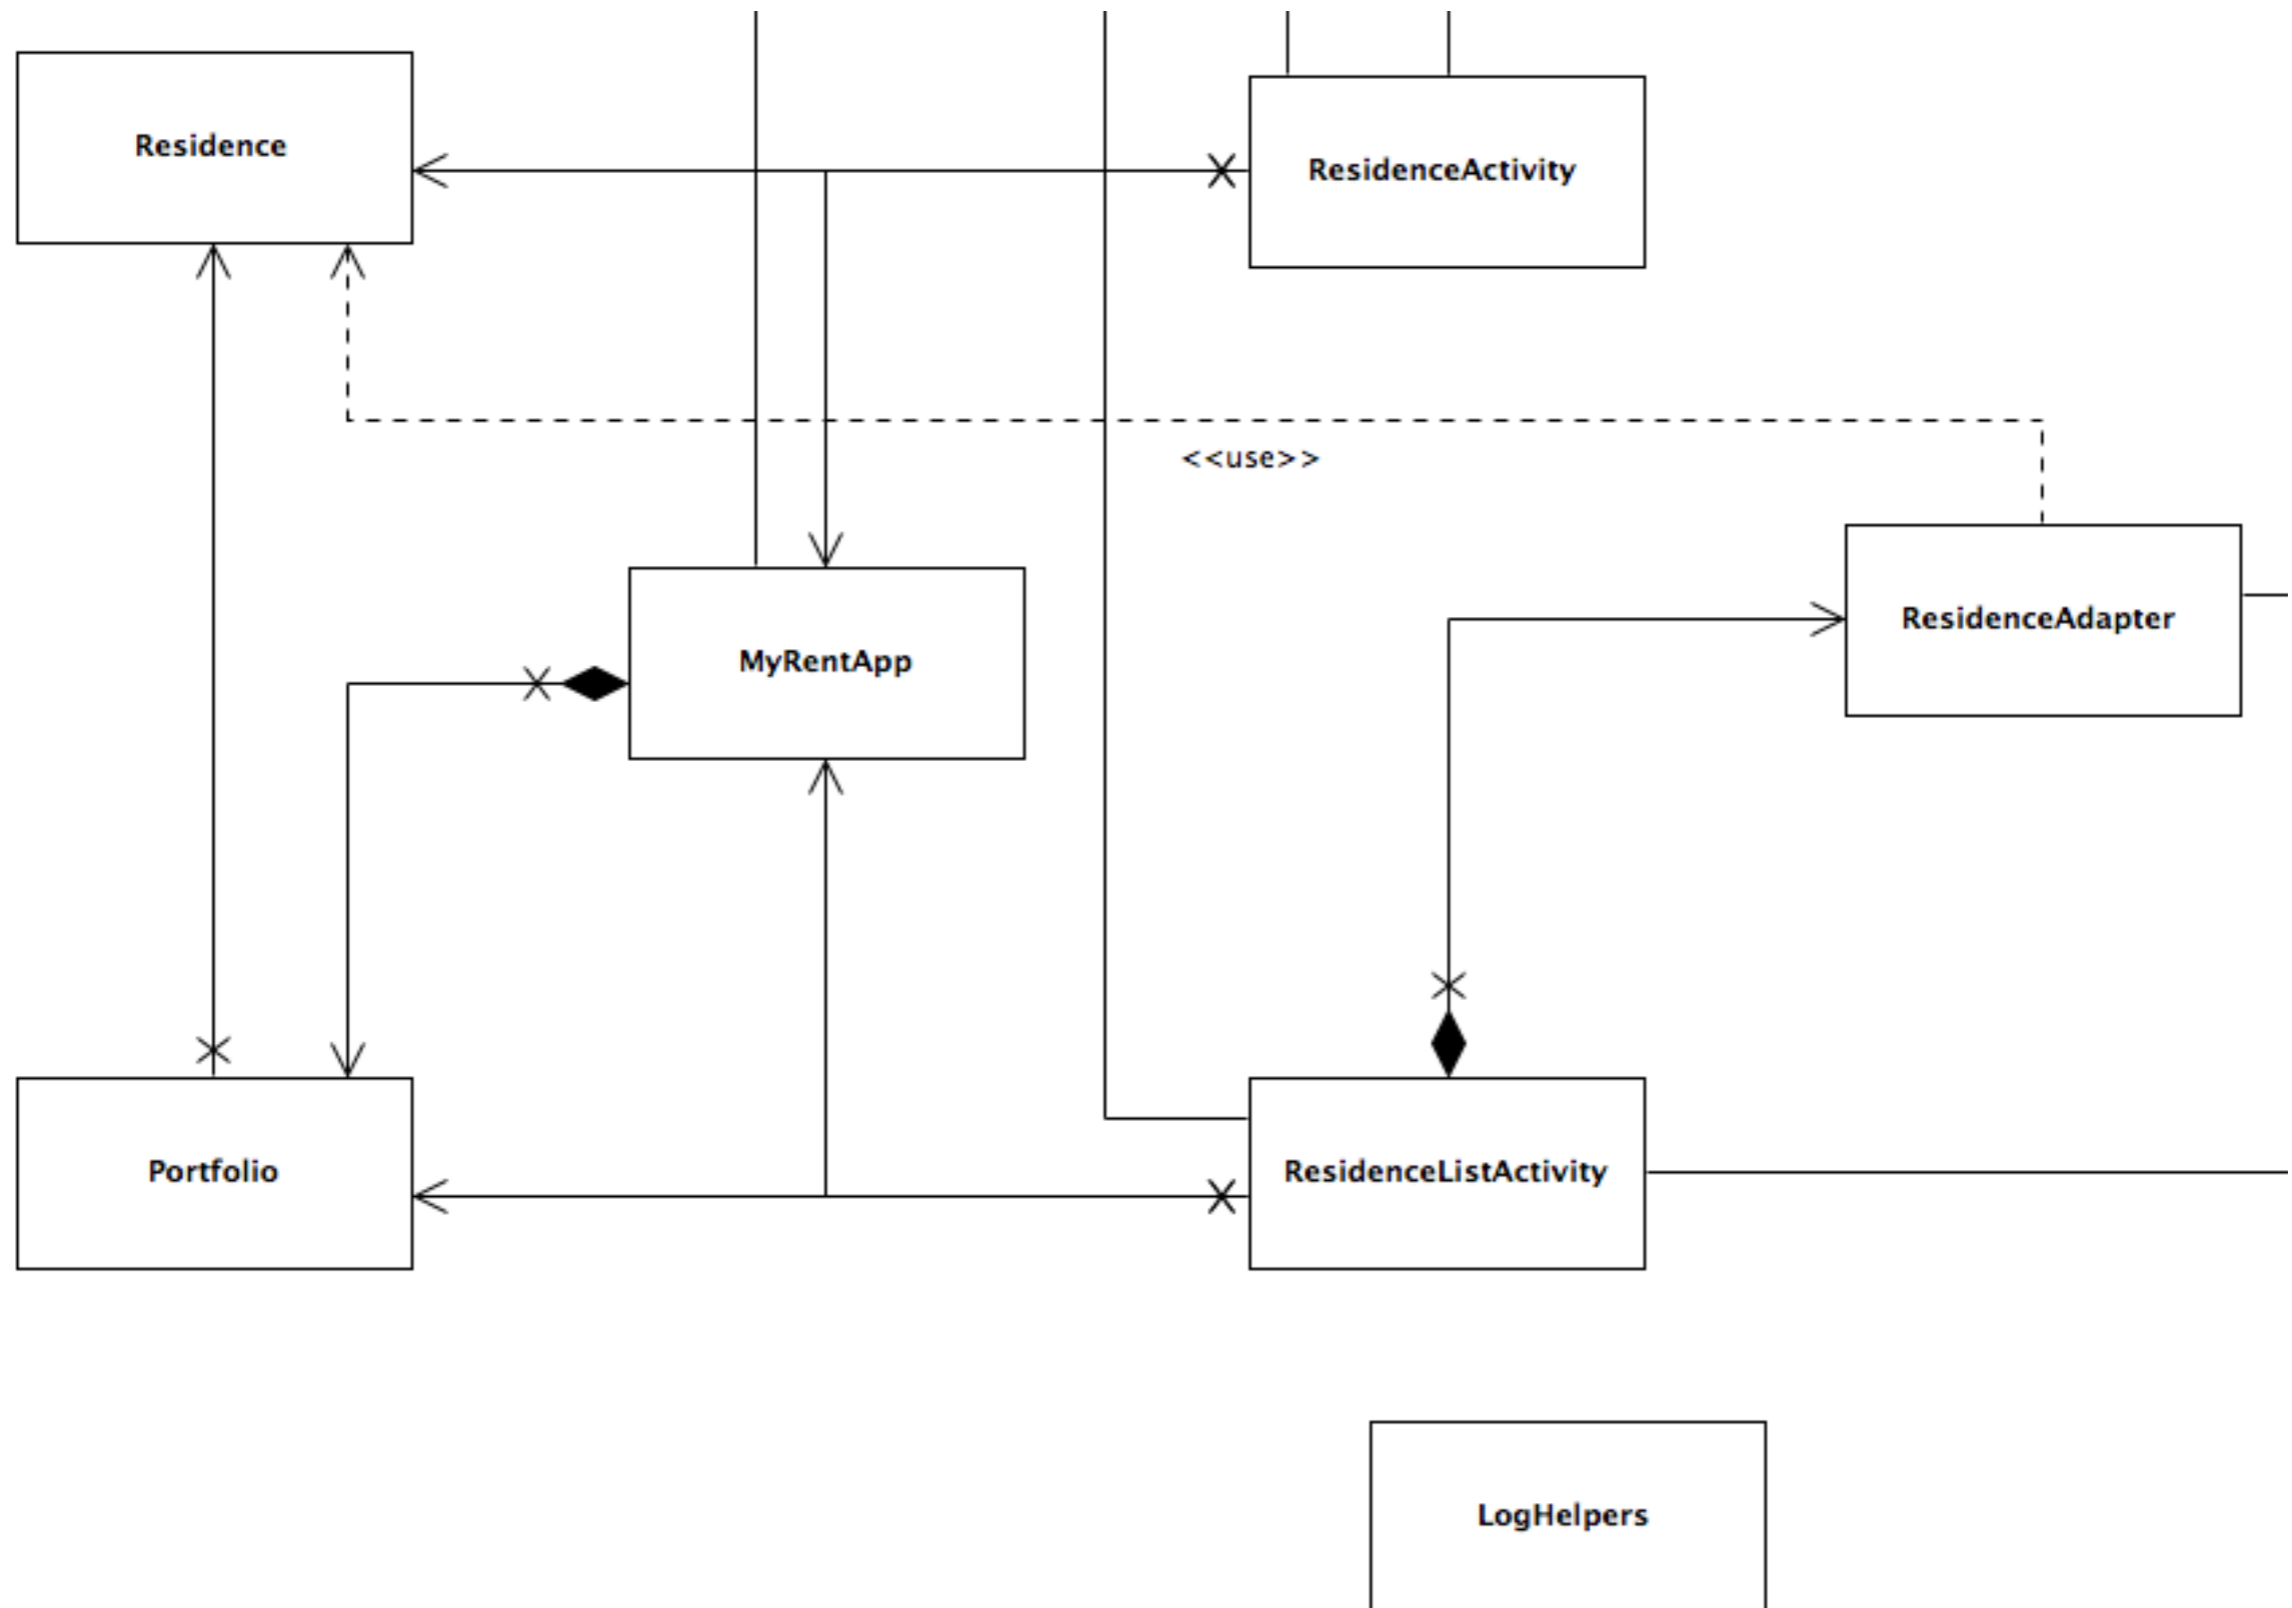 Residence
ResidenceActivity
<<use>>
ResidenceAdapter
MyRentApp
Portfolio
ResidenceListActivity
LogHelpers